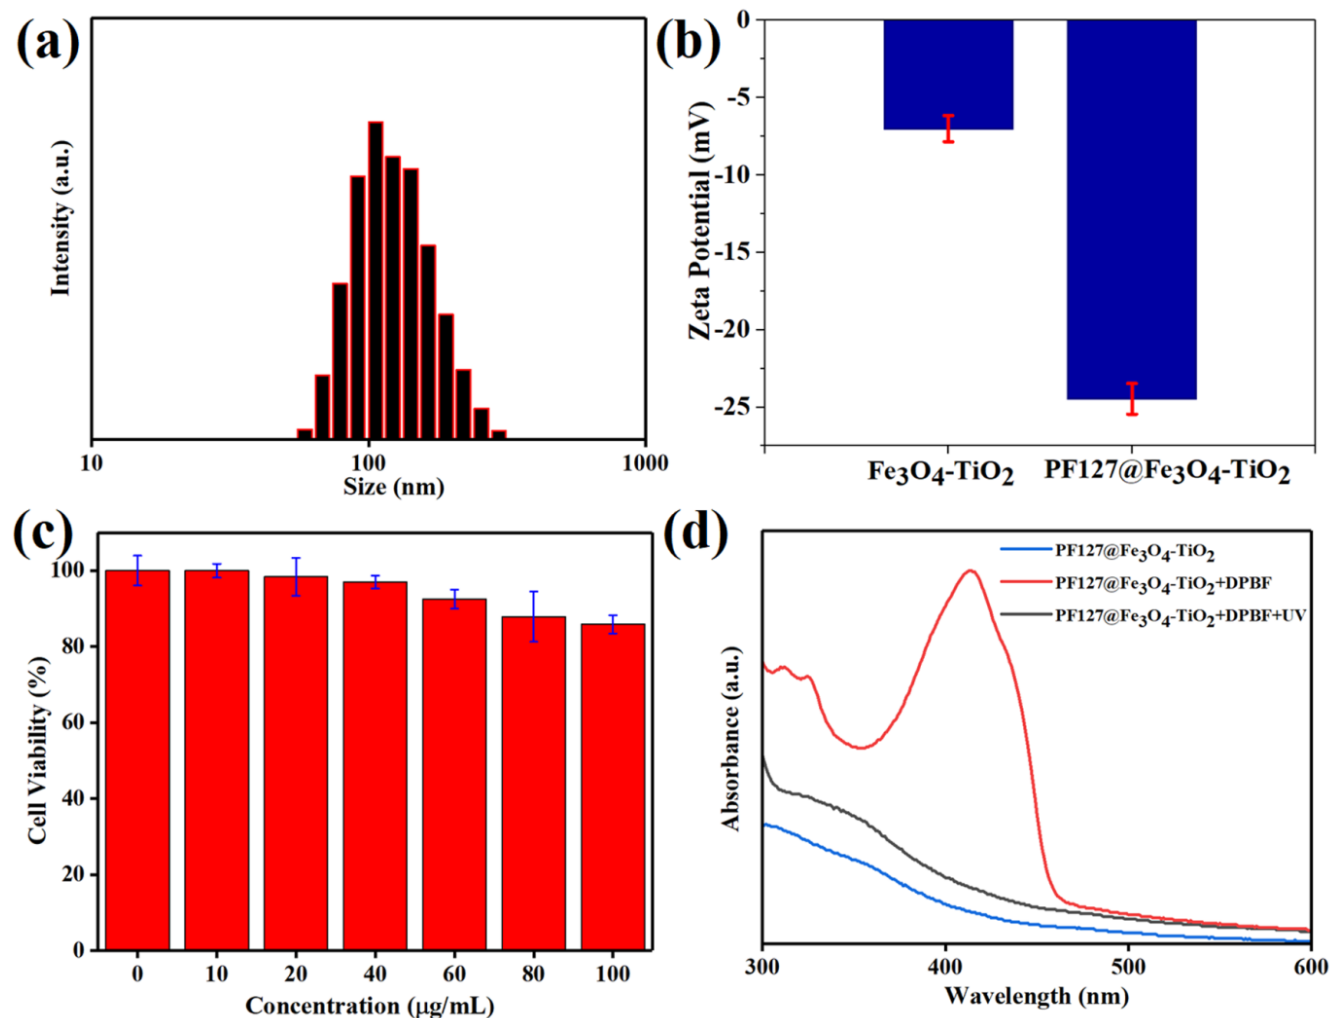 (a)
Intensity (a.u.)
10
100
1000
Size (nm)
(b)
Zeta Potential (mV)
0
-5
-10
-15
-20
-25
Fe3O4-TiO2
PF127@Fe3O4-TiO2
(c)
Cell Viability (%)
100
80
60
40
20
0
0
10
20
40
60
80
100
Concentration (μg/mL)
(d)
Absorbance (a.u.)
PF127@Fe3O4-TiO2
PF127@Fe3O4-TiO2+DPBF
PF127@Fe3O4-TiO2+DPBF+UV
300
400
500
600
Wavelength (nm)